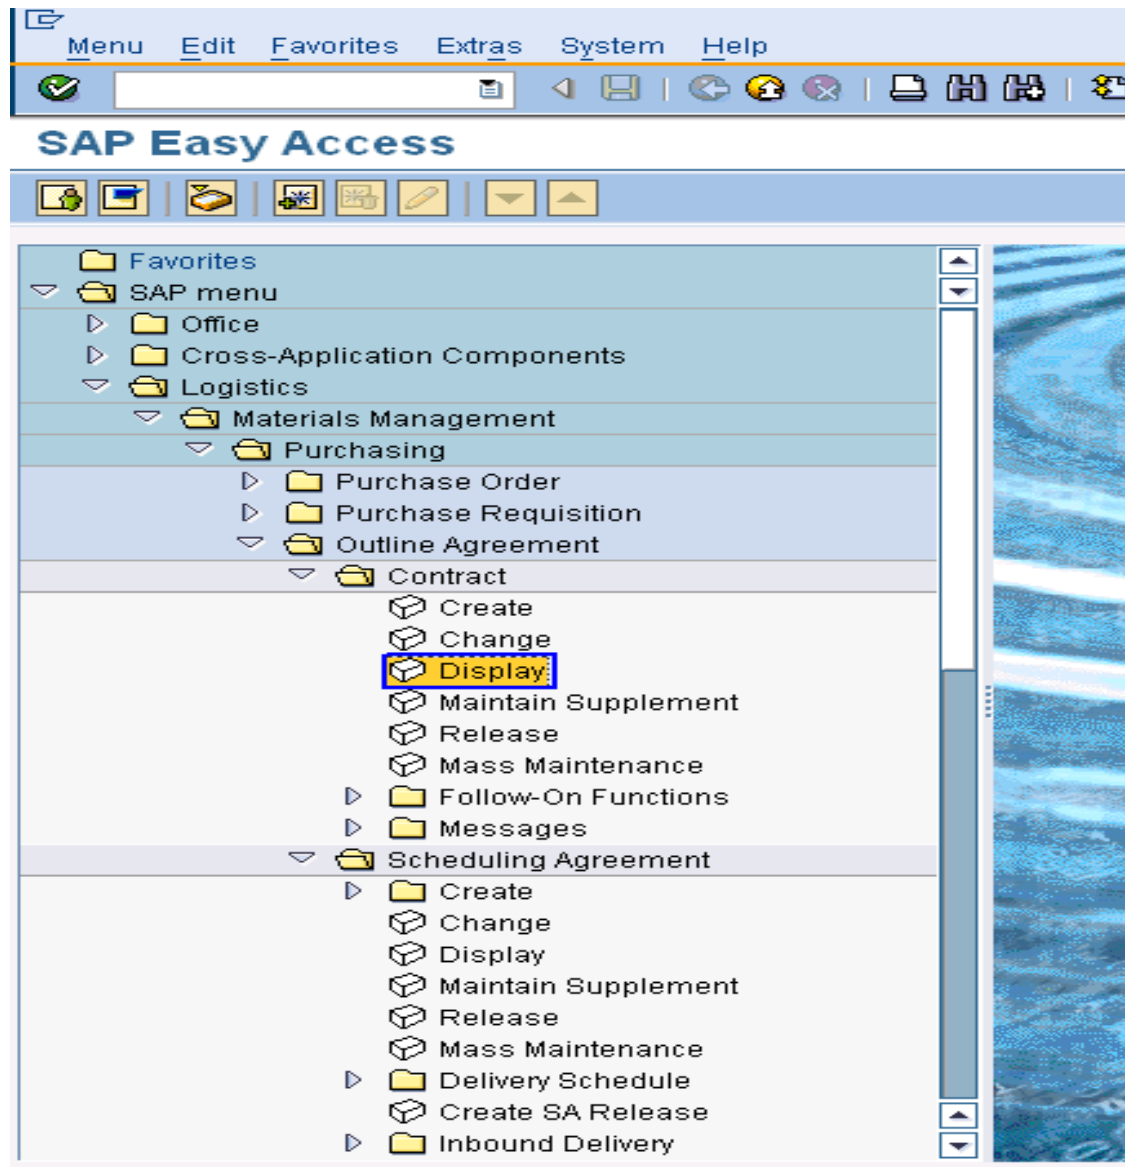 Menu Edit Favorites Extras System Help
SAP Easy Access
Favorites
SAP menu
Office
Cross-Application Components
Logistics
Materials Management
Purchasing
Purchase Order
Purchase Requisition
Outline Agreement
Contract
Create
Change
Display
Maintain Supplement
Release
Mass Maintenance
Follow-On Functions
Messages
Scheduling Agreement
Create
Change
Display
Maintain Supplement
Release
Mass Maintenance
Delivery Schedule
Create SA Release
Inbound Delivery